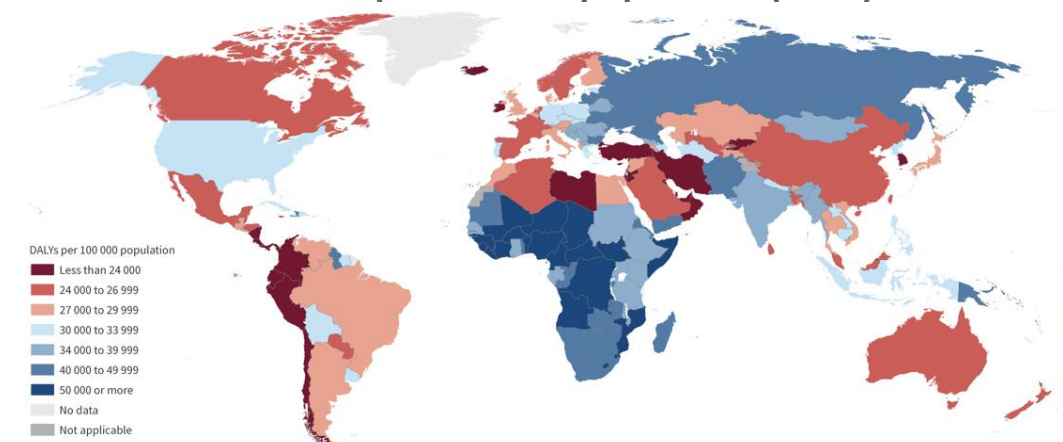 DALYs per 100 000 population
Less than 24 000
24 000 to 26 999
27 000 to 29 999
30 000 to 33 999
34 000 to 39 999
40 000 to 49 999
50 000 or more
No data
Not applicable